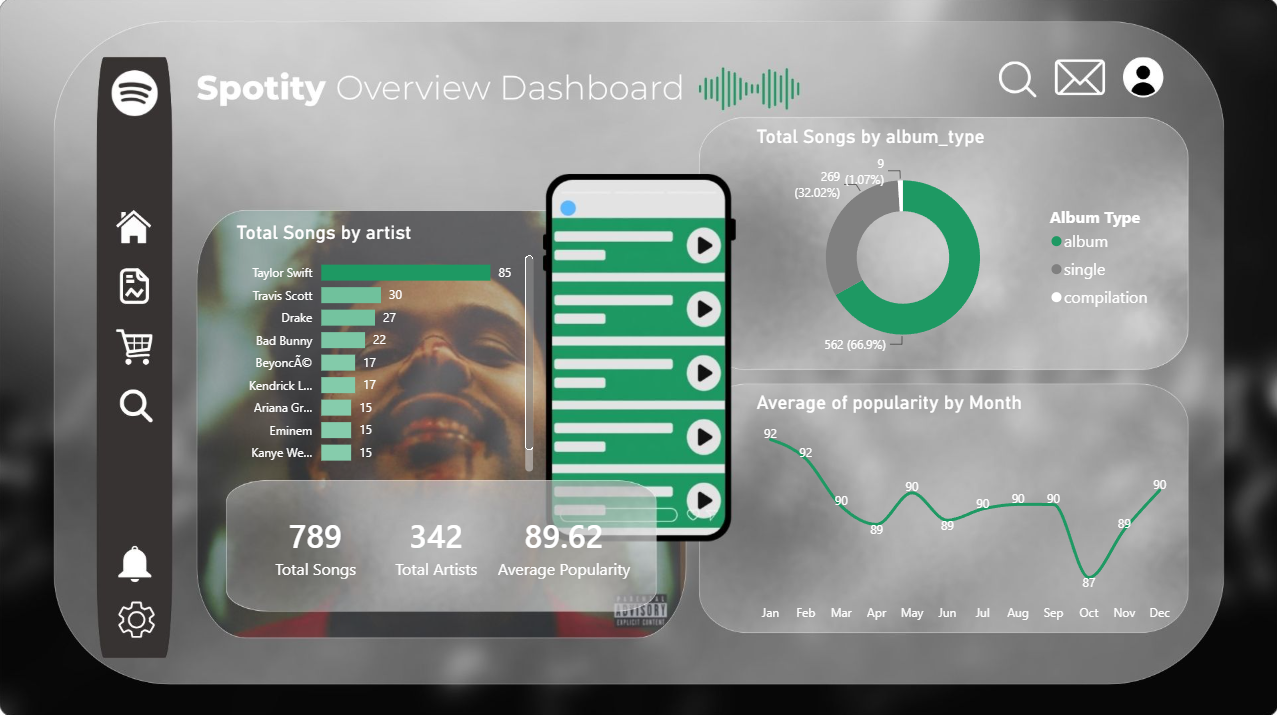 Spotity Overview Dashboard
Total Songs by artist
Taylor Swift 85
Travis Scott 30
Drake 27
Bad Bunny 22
BeyoncÃ© 17
Kendrick L... 17
Ariana Gr... 15
Eminem 15
Kanye We... 15
789
Total Songs
342
Total Artists
89.62
Average Popularity
PARENTAL
ADVISORY
EXPLICIT CONTENT
Total Songs by album_type
9
(1.07%)
269
(32.02%)
562 (66.9%)
Album Type
album
single
compilation
Average of popularity by Month
92 92 90 89 90 89 90 90 90 87 89 90
Jan Feb Mar Apr May Jun Jul Aug Sep Oct Nov Dec